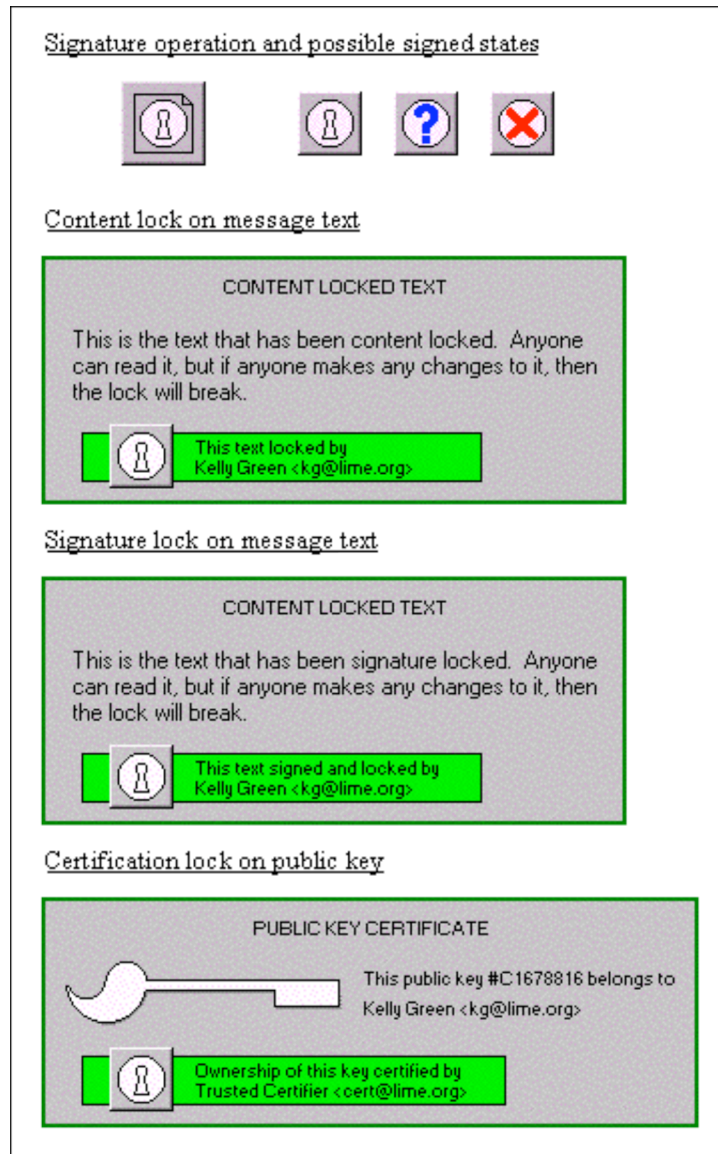 Signature operation and possible signed states
?
Content lock on message text
CONTENT LOCKED TEXT
This is the text that has been content locked. Anyone
can read it, but if anyone makes any changes to it, then
the lock will break.
This text locked by
Kelly Green <kg@lime.org>
Signature lock on message text
CONTENT LOCKED TEXT
This is the text that has been signature locked. Anyone
can read it, but if anyone makes any changes to it, then
the lock will break.
This text signed and locked by
Kelly Green <kg@lime.org>
Certification lock on public key
PUBLIC KEY CERTIFICATE
This public key #C1678816 belongs to
Kelly Green <kg@lime.org>
Ownership of this key certified by
Trusted Certifier <cert@lime.org>